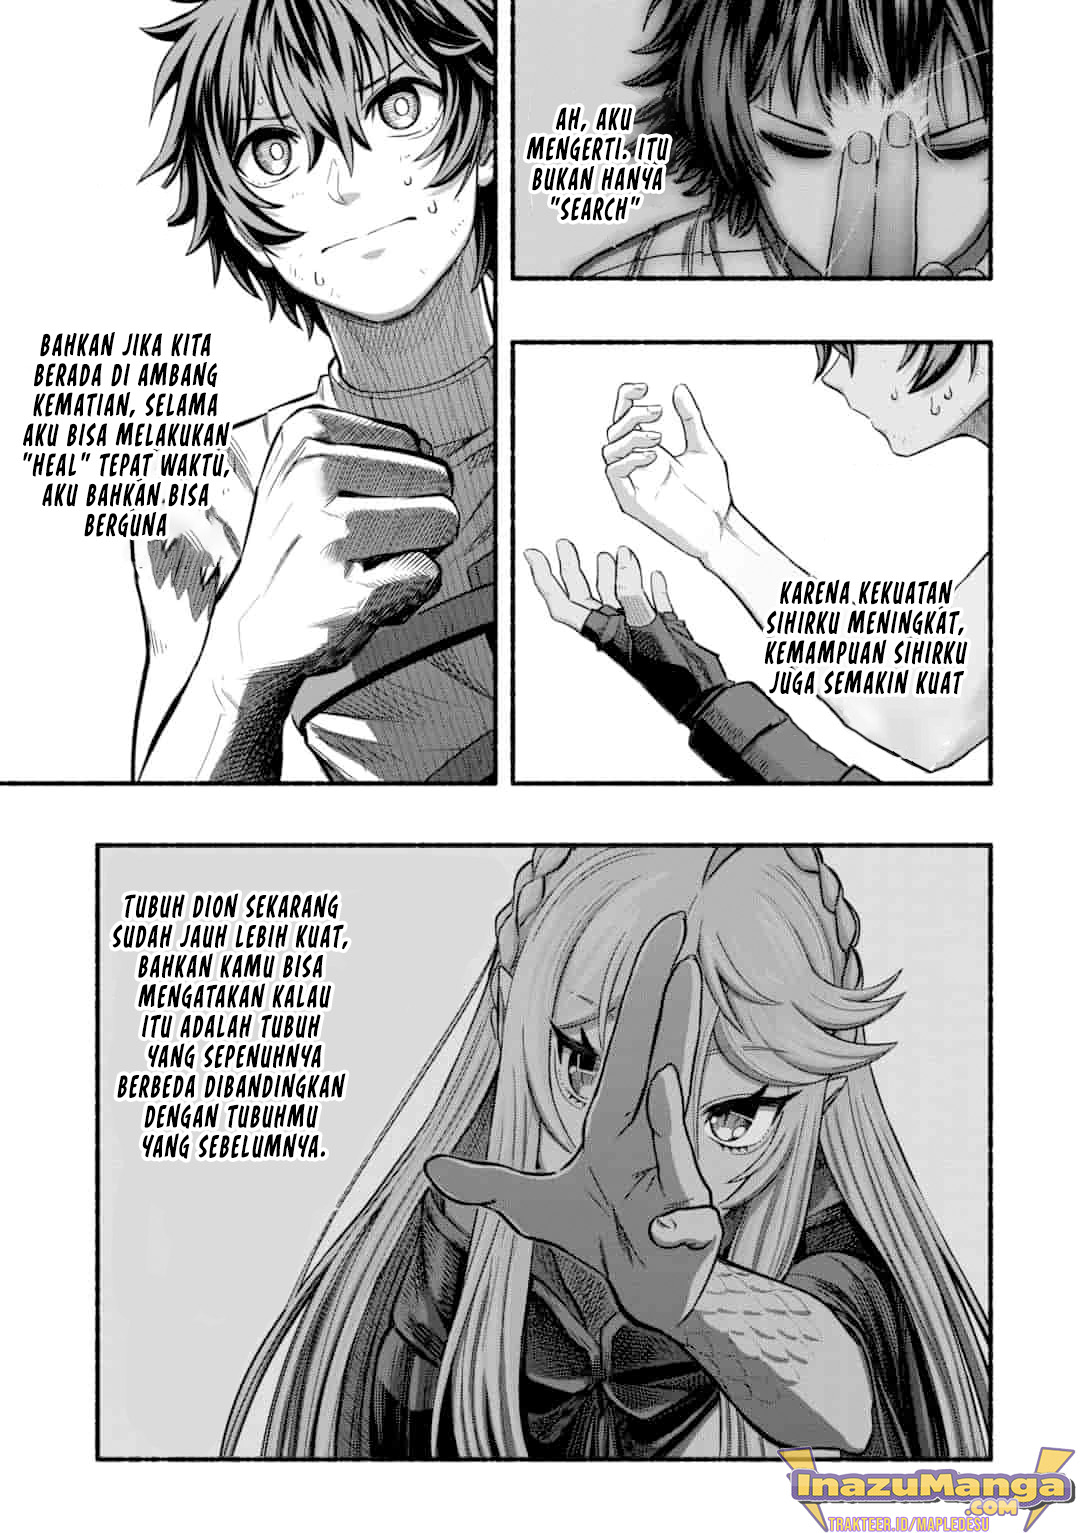 AH, AKU
MENGERTI. ITU
BUKAN HANYA
"SEARCH"
KARENA KEKUATAN
SIHIRKU MENINGKAT,
KEMAMPUAN SIHIRKU
JUGA SEMAKIN KUAT
BAHKAN JIKA KITA
BERADA DI AMBANG
KEMATIAN, SELAMA
AKU BISA MELAKUKAN
"HEAL" TEPAT WAKTU,
AKU BAHKAN BISA
BERGUNA
TUBUH DION SEKARANG
SUDAH JAUH LEBIH KUAT,
BAHKAN KAMU BISA
MENGATAKAN KALAU
ITU ADALAH TUBUH
YANG SEPENUHNYA
BERBEDA DIBANDINGKAN
DENGAN TUBUHMU
YANG SEBELUMNYA.
InazuManga
.COM
TRAKTEER.ID/MAPLEDESU